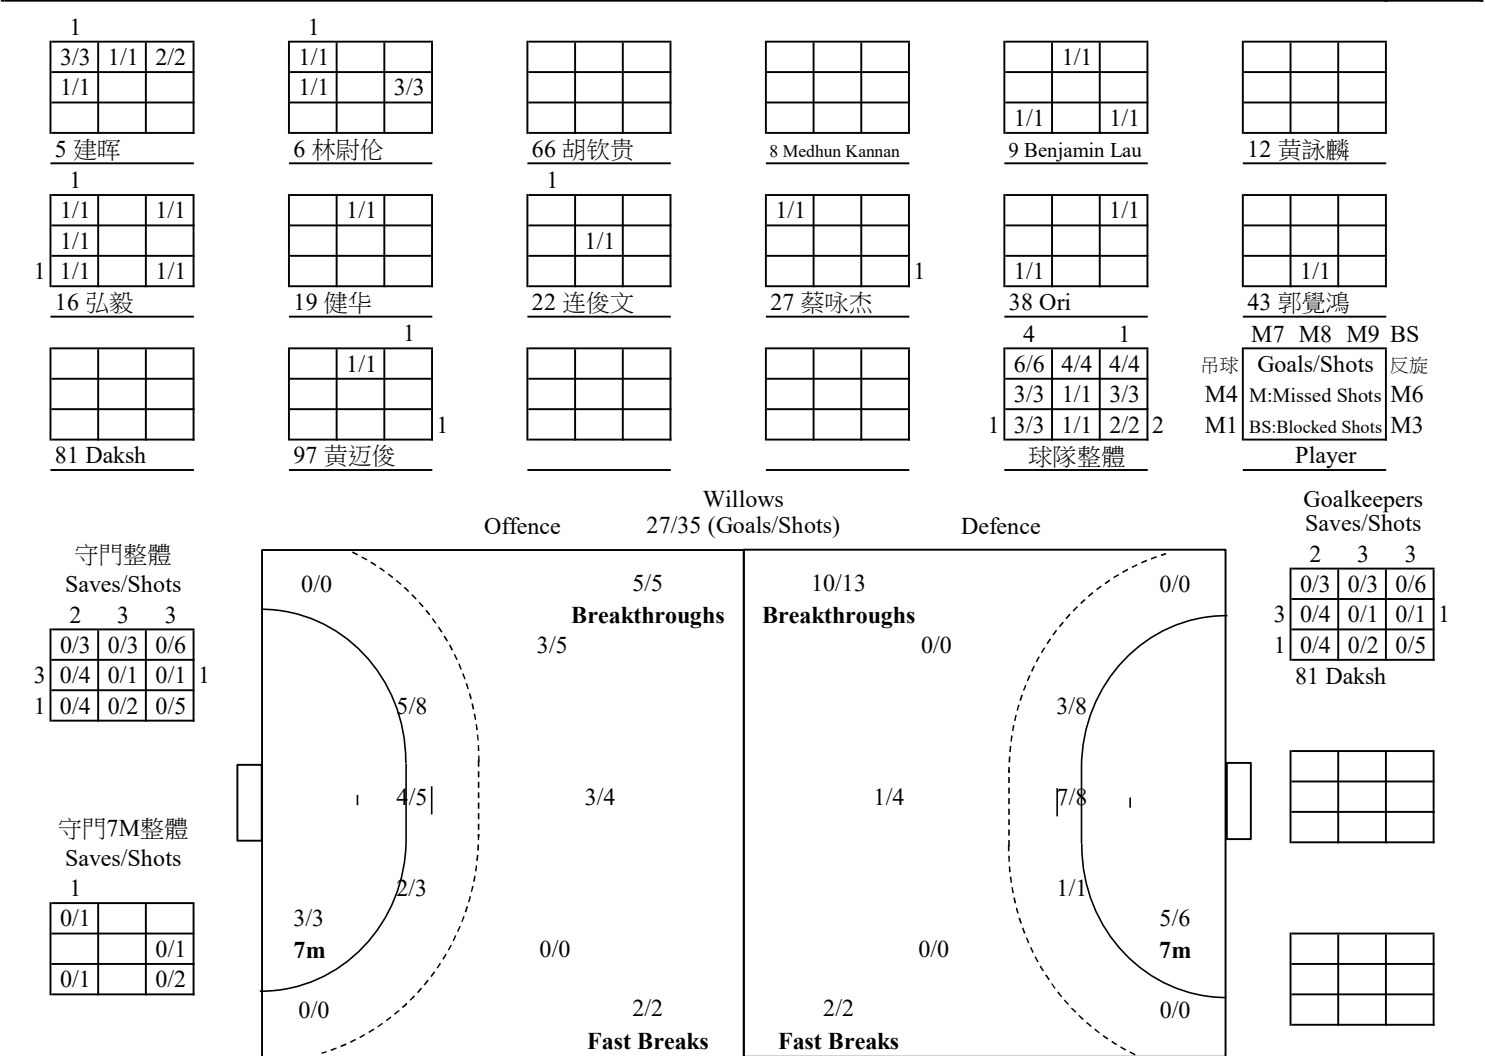 1 1
3/3 1/1 2/2 1/1 1/1
1/1 1/1 3/3
1/1 1/1
5 建晖 6 林尉伦 66 胡钦贵 8 Medhun Kannan 9 Benjamin Lau 12 黄詠麟
1 1
1/1 1/1 1/1 1/1 1/1
1/1 1/1
1 1/1 1/1 1 1/1 1/1
16 弘毅 19 健华 22 连俊文 27 蔡咏杰 38 Ori 43 郭覺鴻
1 4 1 M7 M8 M9 BS
1/1 6/6 4/4 4/4 吊球 Goals/Shots 反旋
3/3 1/1 3/3 M4 M:Missed Shots M6
1 1 3/3 1/1 2/2 2 M1 BS:Blocked Shots M3
81 Daksh 97 黄迈俊 球隊整體 Player
Willows Goalkeepers
Offence 27/35 (Goals/Shots) Defence Saves/Shots
守門整體 2 3 3
Saves/Shots 0/0 5/5 10/13 0/0 0/3 0/3 0/6
2 3 3 Breakthroughs Breakthroughs 3 0/4 0/1 0/1 1
0/3 0/3 0/6 3/5 0/0 1 0/4 0/2 0/5
3 0/4 0/1 0/1 1 81 Daksh
1 0/4 0/2 0/5 5/8 3/8
4/5 3/4 1/4 7/8
守門7M整體
Saves/Shots
1 2/3 1/1
0/1 3/3 5/6
0/1 7m 0/0 0/0 7m
0/1 0/2
0/0 2/2 2/2 0/0
Fast Breaks Fast Breaks